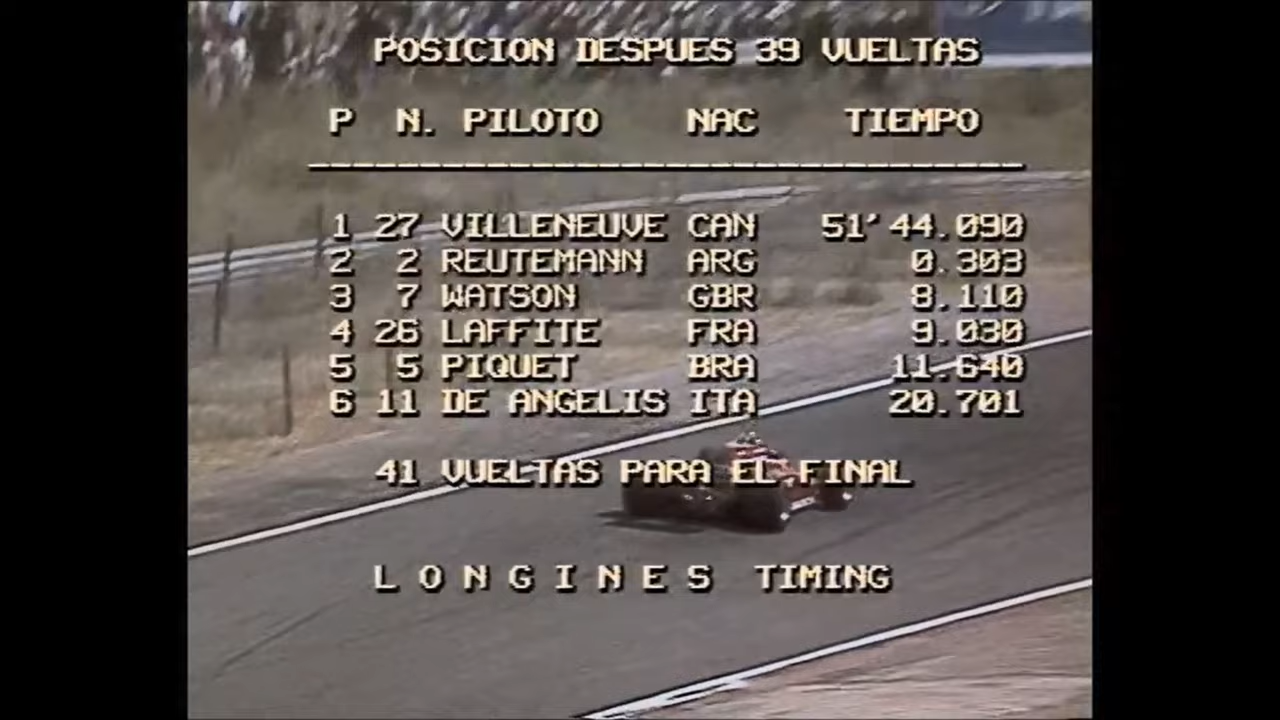 POSICION DESPUES 39 VUELTAS
P N. PILOTO NAC TIEMPO
1 27 VILLENEUVE CAN 51'44.090
2 2 REUTEMANN ARG 0.303
3 7 WATSON GBR 8.110
4 26 LAFFITE FRA 9.030
5 5 PIQUET BRA 11.640
6 11 DE ANGELIS ITA 20.701
41 VUELTAS PARA EL FINAL
L O N G I N E S TIMING